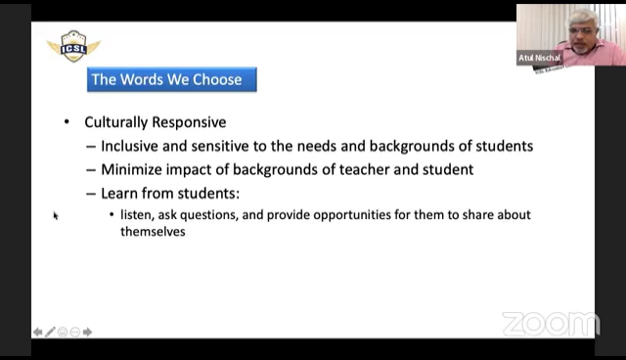 ICSL
Atul Nischal
The Words We Choose
• Culturally Responsive
– Inclusive and sensitive to the needs and backgrounds of students
– Minimize impact of backgrounds of teacher and student
– Learn from students:
• listen, ask questions, and provide opportunities for them to share about
themselves
zoom